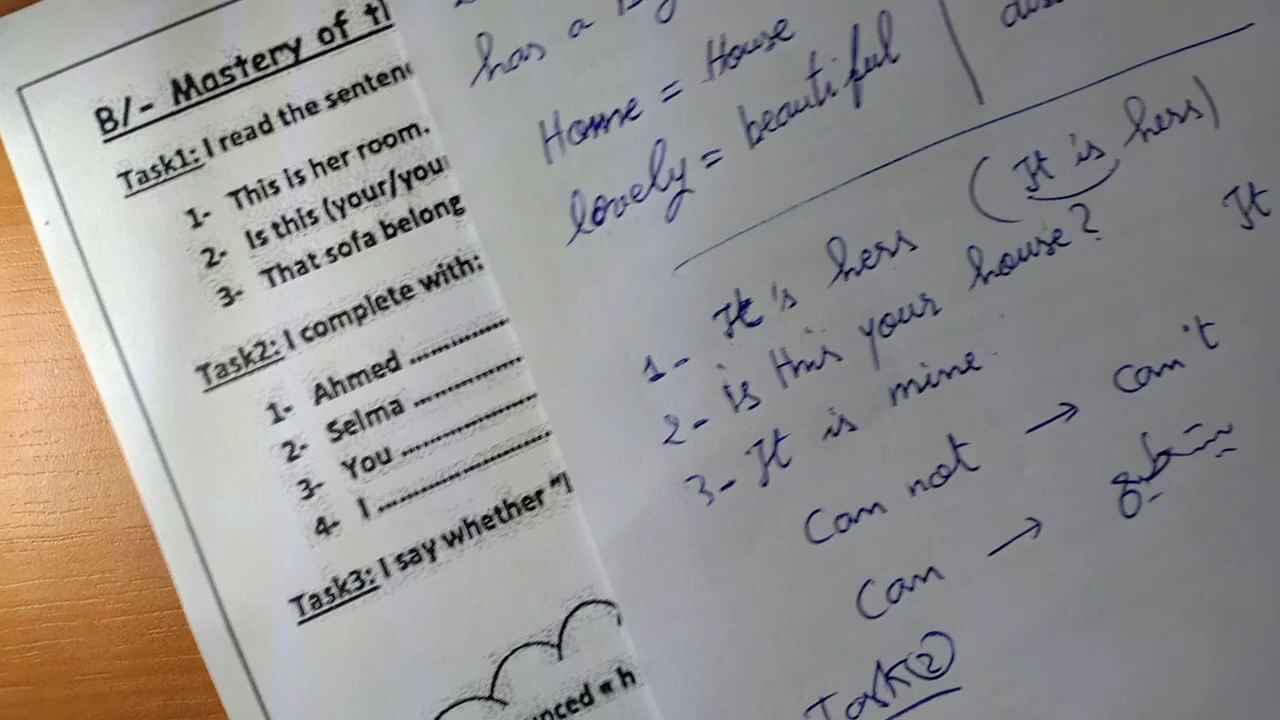 B/- Mastery of
Task1: I read the senten
1- This is her room.
2- Is this (your/you
3- That sofa belong
Task2: I complete with:
1- Ahmed ..................
2- Selma ....................
3- You .........................
4- I ................................
Task3: I say whether "
unced « h
has a
Home = House
lovely = beautiful
(It is hers)
1- It's hers
2- is this your house?
It
3- It is mine.
Can not → Can't
Can →
Task(2)